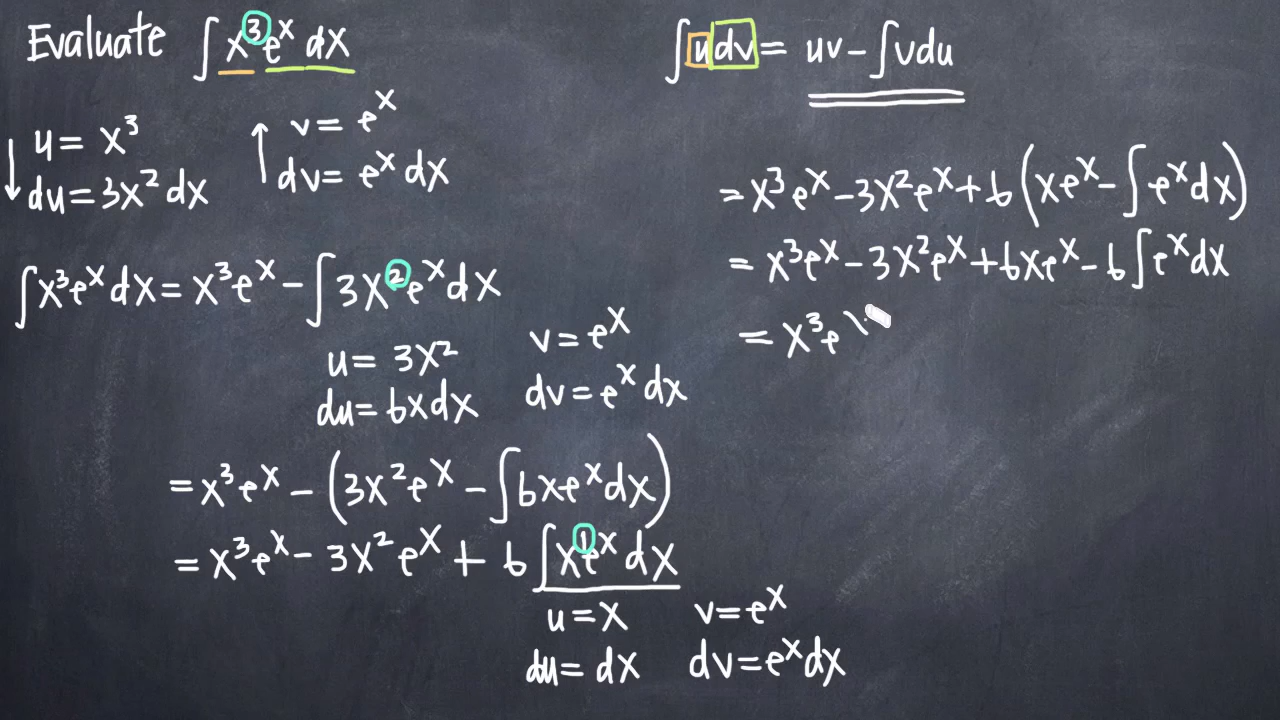 Evaluate ∫ x³eˣ dx
u = x³ v = eˣ
du = 3x² dx dv = eˣ dx
∫ x³eˣ dx = x³eˣ − ∫ 3x²eˣ dx
u = 3x² v = eˣ
du = 6x dx dv = eˣ dx
= x³eˣ − (3x²eˣ − ∫ 6xeˣ dx)
= x³eˣ − 3x²eˣ + 6 ∫ x¹eˣ dx
u = x v = eˣ
du = dx dv = eˣ dx
∫ u dv = uv − ∫ v du
= x³eˣ − 3x²eˣ + 6 (xeˣ − ∫ eˣ dx)
= x³eˣ − 3x²eˣ + 6xeˣ − 6 ∫ eˣ dx
= x³e